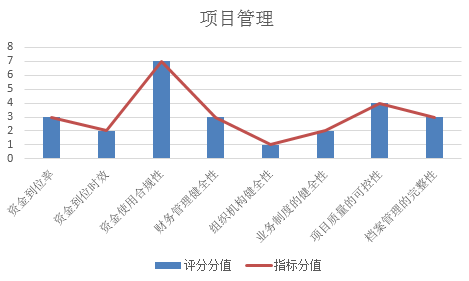 项目管理
8
7
6
5
4
3
2
1
0
资金到位率
资金到位时效
资金使用合规性
财务管理健全性
组织机构健全性
业务制度的健全性
项目质量的可控性
档案管理的完整性
评分分值
指标分值